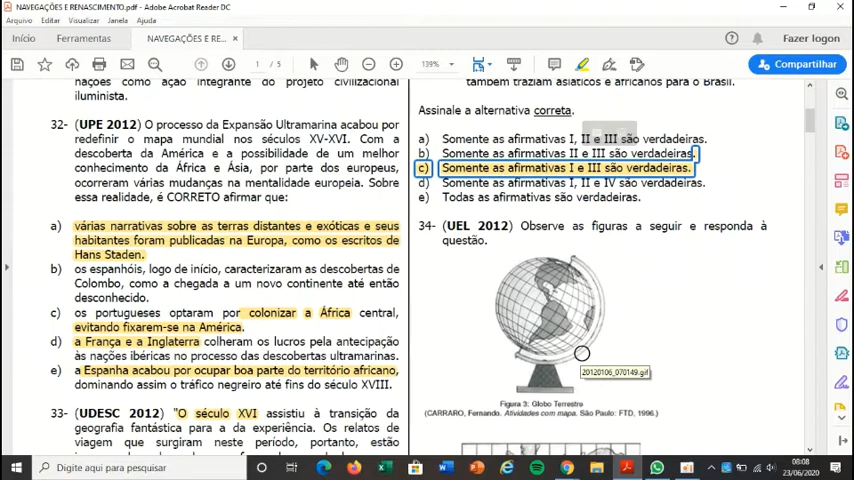 NAVEGAÇÕES E RENASCIMENTO.pdf - Adobe Acrobat Reader DC
Arquivo Editar Visualizar Janela Ajuda
Início Ferramentas NAVEGAÇÕES E RE... × Fazer logon
1 / 5 139% Compartilhar
nações como ação integrante do projeto civilizacional
iluminista.
32- (UPE 2012) O processo da Expansão Ultramarina acabou por
redefinir o mapa mundial nos séculos XV-XVI. Com a
descoberta da América e a possibilidade de um melhor
conhecimento da África e Ásia, por parte dos europeus,
ocorreram várias mudanças na mentalidade europeia. Sobre
essa realidade, é CORRETO afirmar que:
a) várias narrativas sobre as terras distantes e exóticas e seus
habitantes foram publicadas na Europa, como os escritos de
Hans Staden.
b) os espanhóis, logo de início, caracterizaram as descobertas de
Colombo, como a chegada a um novo continente até então
desconhecido.
c) os portugueses optaram por colonizar a África central,
evitando fixarem-se na América.
d) a França e a Inglaterra colheram os lucros pela antecipação
às nações ibéricas no processo das descobertas ultramarinas.
e) a Espanha acabou por ocupar boa parte do território africano,
dominando assim o tráfico negreiro até fins do século XVIII.
33- (UDESC 2012) "O século XVI assistiu à transição da
geografia fantástica para a da experiência. Os relatos de
viagem que surgiram neste período, portanto, estão
também traziam asiáticos e africanos para o Brasil.
Assinale a alternativa correta.
a) Somente as afirmativas I, II e III são verdadeiras.
b) Somente as afirmativas II e III são verdadeiras.
c) Somente as afirmativas I e III são verdadeiras.
d) Somente as afirmativas I, II e IV são verdadeiras.
e) Todas as afirmativas são verdadeiras.
34- (UEL 2012) Observe as figuras a seguir e responda à
questão.
20120106_070149.gif
Figura 3: Globo Terrestre
(CARRARO, Fernando. Atividades com mapa. São Paulo: FTD, 1996.)
Digite aqui para pesquisar
08:08
23/06/2020